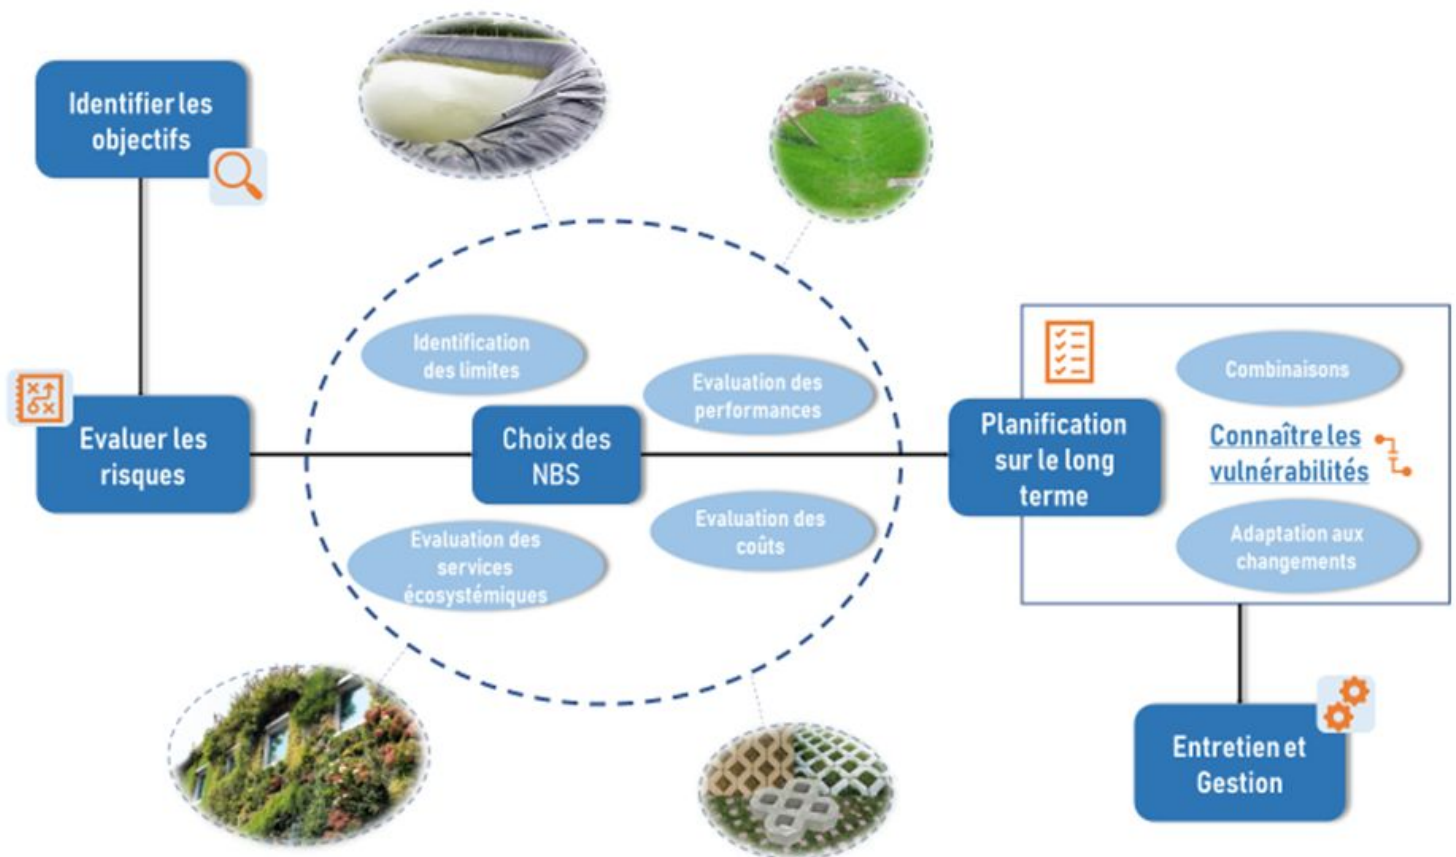 Identifier les
objectifs
Evaluer les
risques
Identification
des limites
Evaluation des
performances
Choix des
NBS
Evaluation des
services
écosystémiques
Evaluation des
coûts
Planification
sur le long
terme
Combinaisons
Connaître les
vulnérabilités
Adaptation aux
changements
Entretien et
Gestion